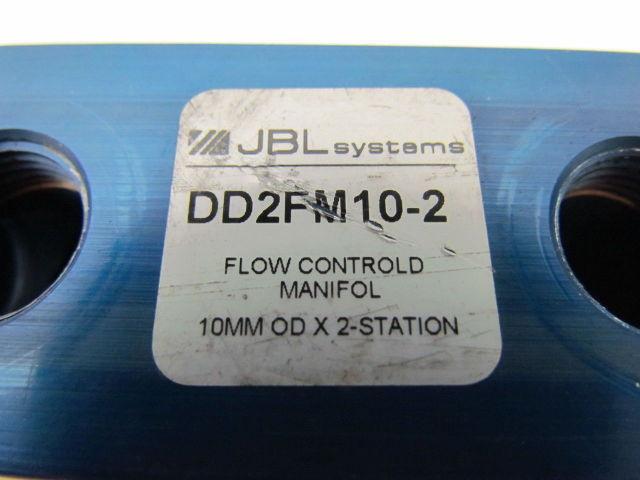 JBL systems
DD2FM10-2
FLOW CONTROLD
MANIFOL
10MM OD X 2-STATION